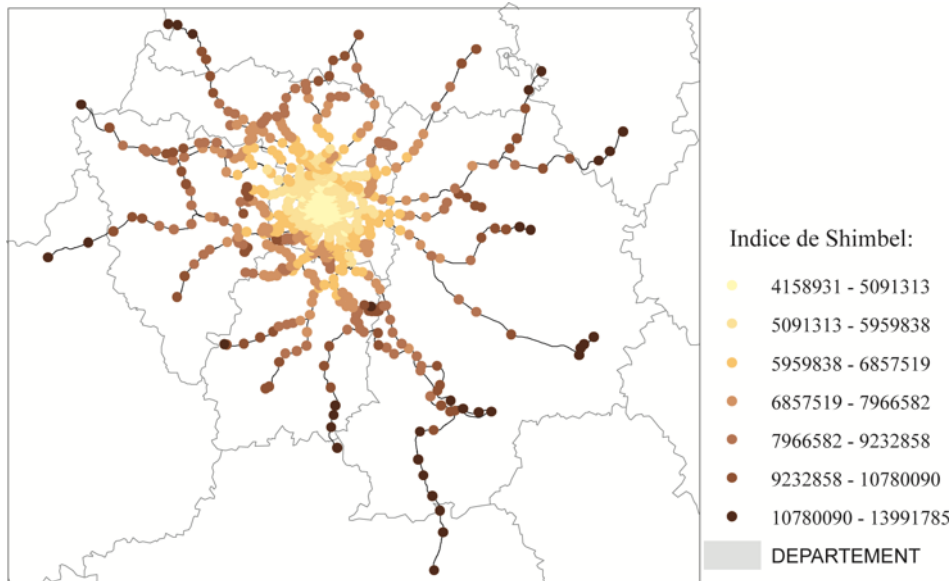 Indice de Shimbel:
4158931 - 5091313
5091313 - 5959838
5959838 - 6857519
6857519 - 7966582
7966582 - 9232858
9232858 - 10780090
10780090 - 13991785
DEPARTEMENT